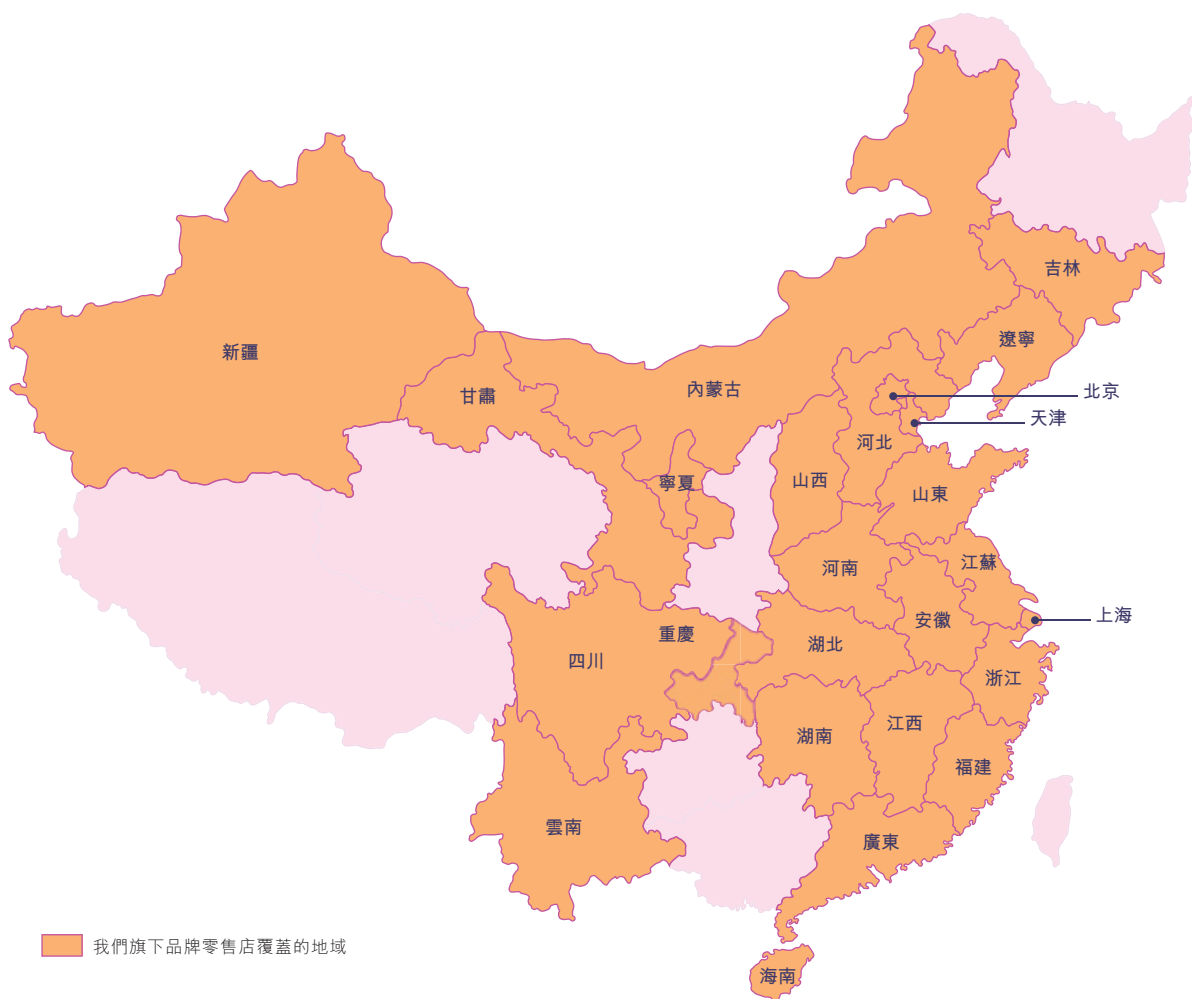 吉林
遼寧
新疆
內蒙古
北京
甘肅
天津
河北
山西
寧夏
山東
河南
江蘇
上海
安徽
重慶
湖北
四川
浙江
江西
湖南
福建
雲南
廣東
我們旗下品牌零售店覆蓋的地域
海南